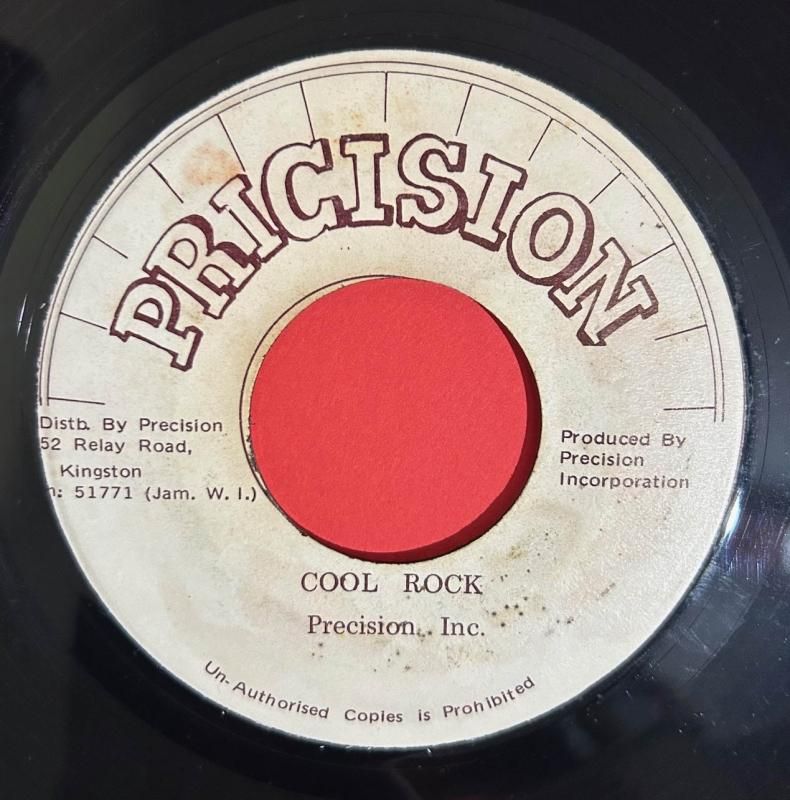 PRICISION
Distb. By Precision
52 Relay Road,
Kingston
: 51771 (Jam. W. I.)
Produced By
Precision
Incorporation
COOL ROCK
Precision. Inc.
Un-Authorised Copies is Prohibited